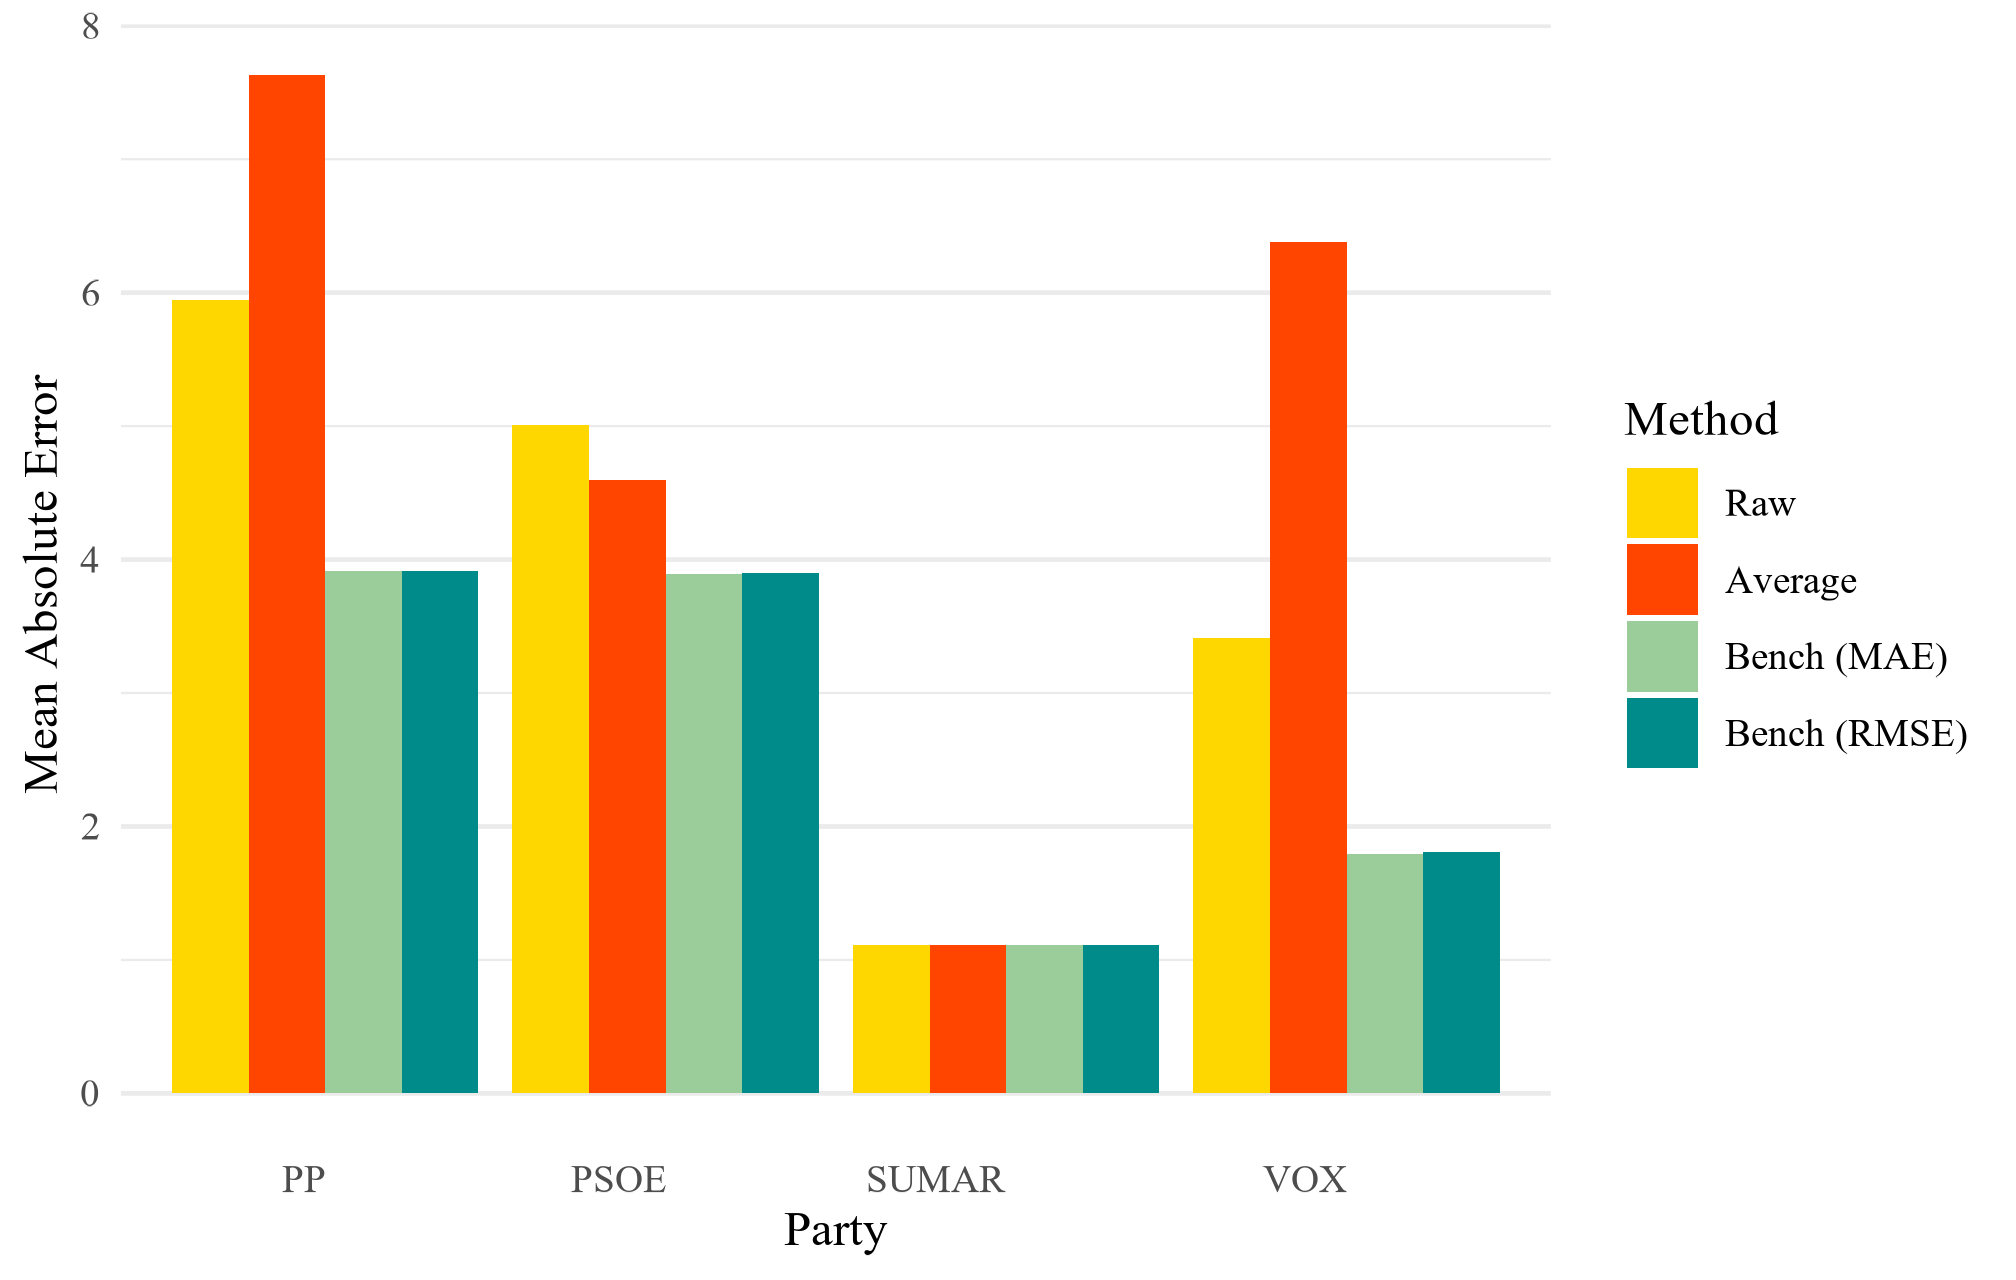 8
6
4
2
0
Mean Absolute Error
PP PSOE SUMAR VOX
Party
Method
Raw
Average
Bench (MAE)
Bench (RMSE)